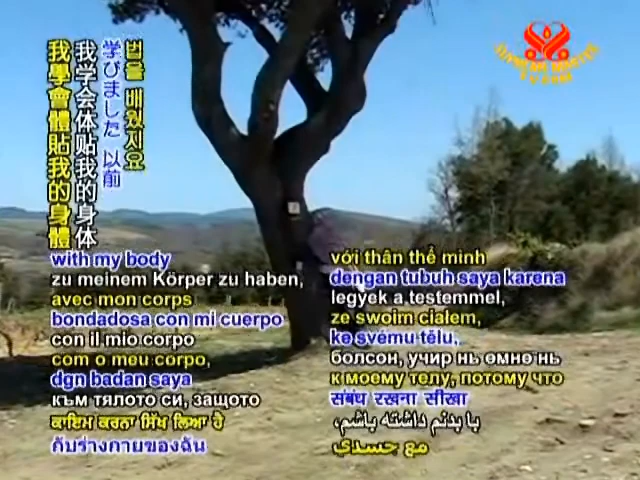 SUPREME MASTER
TV.COM
법을 배웠지요
学びました 以前
我学会体贴我的身体
我學會體貼我的身體
with my body
zu meinem Körper zu haben,
avec mon corps
bondadosa con mi cuerpo
con il mio corpo
com o meu corpo,
dgn badan saya
към тялото си, защото
ਕਾਇਮ ਕਰਨਾ ਸਿੱਖ ਲਿਆ ਹੈ
กับร่างกายของฉัน
với thân thể mình
dengan tubuh saya karena
legyek a testemmel,
ze swoim ciałem,
ke svému tělu,
болсон, учир нь өмнө нь
к моему телу, потому что
संबंध रखना सीखा
با بدنم داشته باشم،
مع جسدي